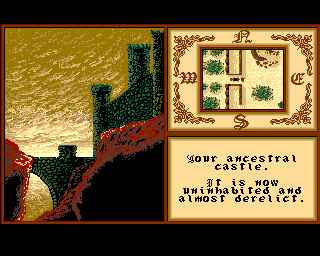 N
W E
S
Your ancestral
castle.
It is now
uninhabited and
almost derelict.